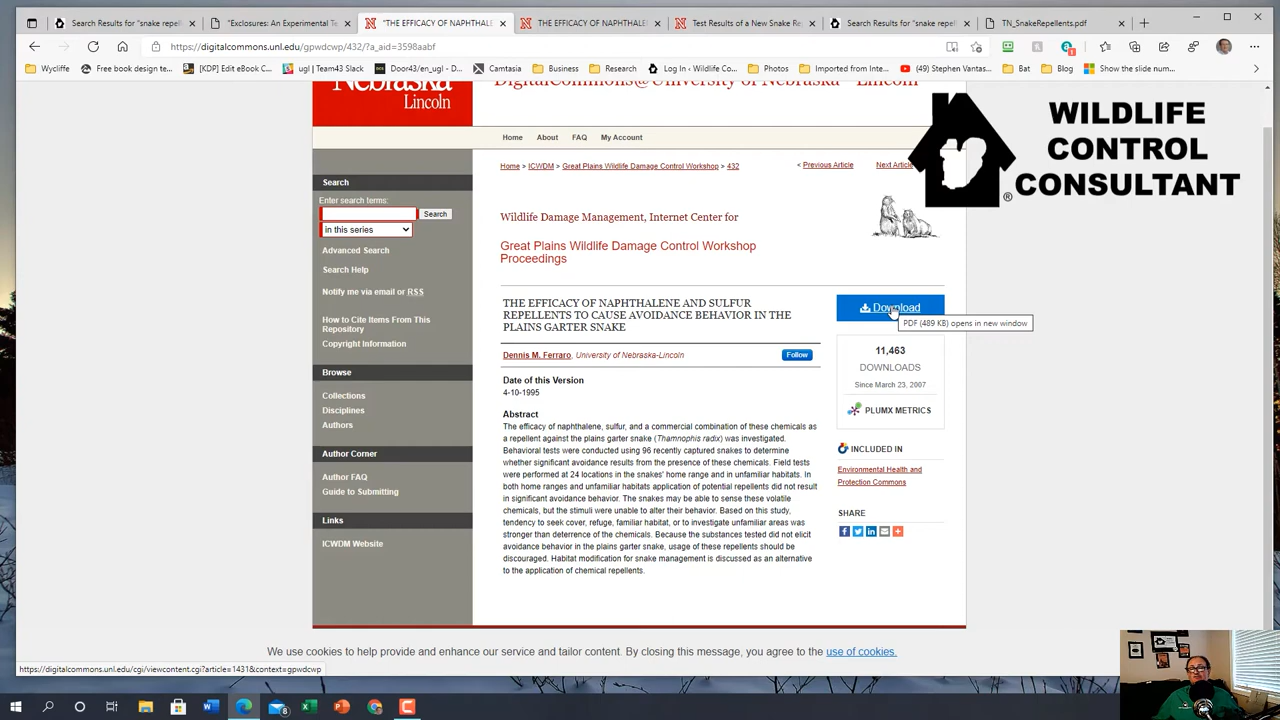 Search Results for "snake repell
"Exclosures: An Experimental Te
"THE EFFICACY OF NAPHTHALE
THE EFFICACY OF NAPHTHALEN
Test Results of a New Snake Re
Search Results for "snake repell
TN_SnakeRepellents.pdf
https://digitalcommons.unl.edu/gpwdcwp/432/?a_aid=3598aabf
Wycliffe
Free book design te...
[KDP] Edit eBook C...
ugl | Team43 Slack
Door43/en_ugl - D...
Camtasia
Business
Research
Log In ‹ Wildlife Co...
Photos
Imported from Inte...
(49) Stephen Vantas...
Bat
Blog
Show the slide num...
Nebraska
Lincoln
DigitalCommons@University of Nebraska - Lincoln
WILDLIFE
CONTROL
CONSULTANT
®
Home About FAQ My Account
Home > ICWDM > Great Plains Wildlife Damage Control Workshop > 432
< Previous Article Next Artic
Search
Enter search terms:
Search
in this series
Advanced Search
Search Help
Notify me via email or RSS
How to Cite Items From This
Repository
Copyright Information
Browse
Collections
Disciplines
Authors
Author Corner
Author FAQ
Guide to Submitting
Links
ICWDM Website
Wildlife Damage Management, Internet Center for
Great Plains Wildlife Damage Control Workshop
Proceedings
THE EFFICACY OF NAPHTHALENE AND SULFUR
REPELLENTS TO CAUSE AVOIDANCE BEHAVIOR IN THE
PLAINS GARTER SNAKE
Dennis M. Ferraro, University of Nebraska-Lincoln
Follow
Date of this Version
4-10-1995
Abstract
The efficacy of naphthalene, sulfur, and a commercial combination of these chemicals as
a repellent against the plains garter snake (Thamnophis radix) was investigated.
Behavioral tests were conducted using 96 recently captured snakes to determine
whether significant avoidance results from the presence of these chemicals. Field tests
were performed at 24 locations in the snakes' home range and in unfamiliar habitats. In
both home ranges and unfamiliar habitats application of potential repellents did not result
in significant avoidance behavior. The snakes may be able to sense these volatile
chemicals, but the stimuli were unable to alter their behavior. Based on this study,
tendency to seek cover, refuge, familiar habitat, or to investigate unfamiliar areas was
stronger than deterrence of the chemicals. Because the substances tested did not elicit
avoidance behavior in the plains garter snake, usage of these repellents should be
discouraged. Habitat modification for snake management is discussed as an alternative
to the application of chemical repellents.
Download
PDF (489 KB) opens in new window
11,463
DOWNLOADS
Since March 23, 2007
PLUMX METRICS
INCLUDED IN
Environmental Health and
Protection Commons
SHARE
We use cookies to help provide and enhance our service and tailor content. By closing this message, you agree to the use of cookies.
https://digitalcommons.unl.edu/cgi/viewcontent.cgi?article=1431&context=gpwdcwp